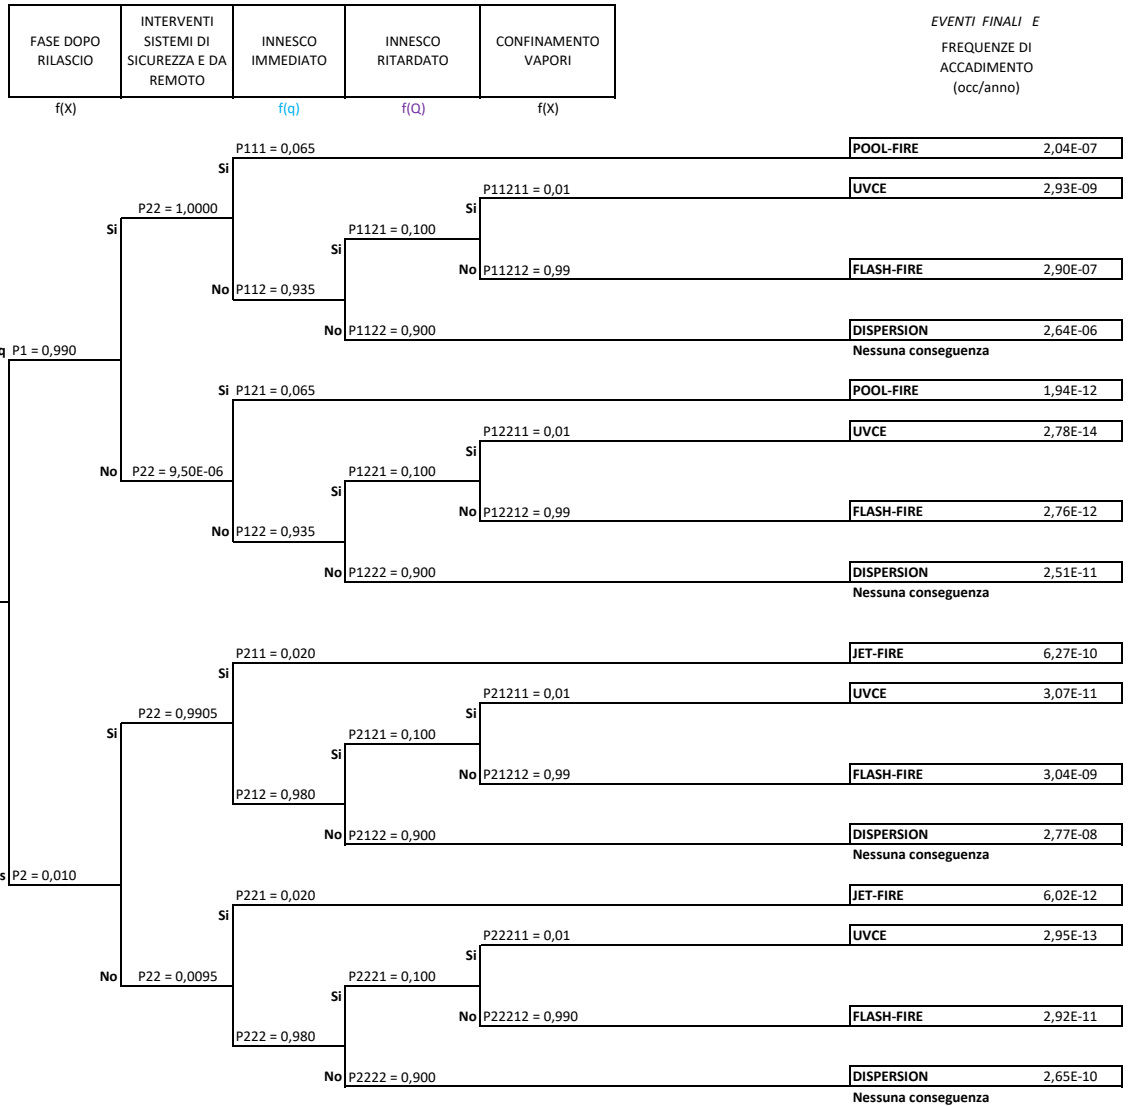 FASE DOPO
RILASCIO
INTERVENTI
SISTEMI DI
SICUREZZA E DA
REMOTO
INNESCO
IMMEDIATO
INNESCO
RITARDATO
CONFINAMENTO
VAPORI
EVENTI FINALI E
FREQUENZE DI
ACCADIMENTO
(occ/anno)
f(X)
f(q)
f(Q)
f(X)
P111 = 0,065
POOL-FIRE 2,04E-07
Si
P11211 = 0,01
UVCE 2,93E-09
P22 = 1,0000
Si
Si
P1121 = 0,100
Si
No P11212 = 0,99
FLASH-FIRE 2,90E-07
No P112 = 0,935
No P1122 = 0,900
DISPERSION 2,64E-06
q P1 = 0,990
Nessuna conseguenza
Si P121 = 0,065
POOL-FIRE 1,94E-12
P12211 = 0,01
UVCE 2,78E-14
Si
No P22 = 9,50E-06
P1221 = 0,100
Si
No P12212 = 0,99
FLASH-FIRE 2,76E-12
No P122 = 0,935
No P1222 = 0,900
DISPERSION 2,51E-11
Nessuna conseguenza
P211 = 0,020
JET-FIRE 6,27E-10
Si
P21211 = 0,01
UVCE 3,07E-11
P22 = 0,9905
Si
Si
P2121 = 0,100
Si
No P21212 = 0,99
FLASH-FIRE 3,04E-09
P212 = 0,980
No P2122 = 0,900
DISPERSION 2,77E-08
Nessuna conseguenza
s P2 = 0,010
P221 = 0,020
JET-FIRE 6,02E-12
Si
P22211 = 0,01
UVCE 2,95E-13
Si
No P22 = 0,0095
P2221 = 0,100
Si
No P22212 = 0,990
FLASH-FIRE 2,92E-11
P222 = 0,980
No P2222 = 0,900
DISPERSION 2,65E-10
Nessuna conseguenza